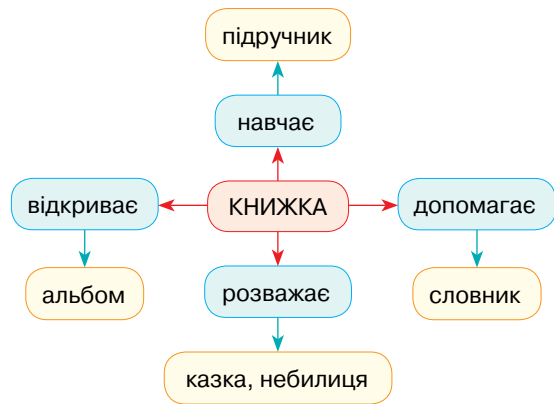 підручник
навчає
відкриває
КНИЖКА
допомагає
альбом
розважає
словник
казка, небилиця